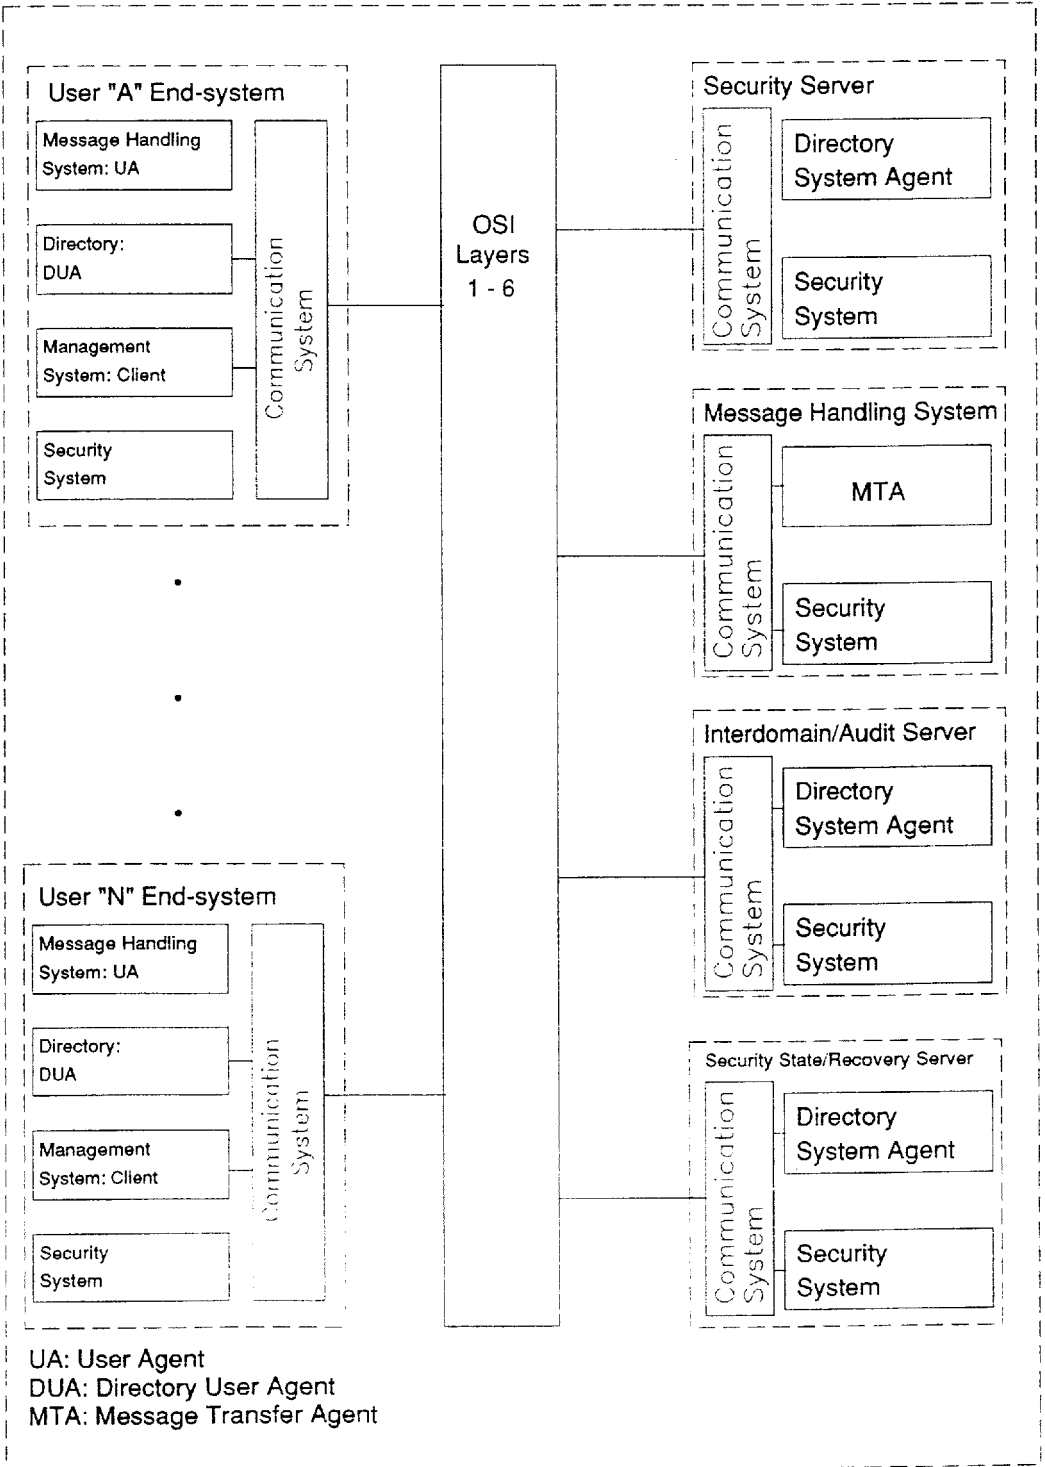 User "A" End-system
Message Handling
System: UA
Directory:
DUA
Management
System: Client
Security
System
Communication
System
User "N" End-system
Message Handling
System: UA
Directory:
DUA
Management
System: Client
Security
System
Communication
System
OSI
Layers
1 - 6
Security Server
Communication
System
Directory
System Agent
Security
System
Message Handling System
Communication
System
MTA
Security
System
Interdomain/Audit Server
Communication
System
Directory
System Agent
Security
System
Security State/Recovery Server
Communication
System
Directory
System Agent
Security
System
UA: User Agent
DUA: Directory User Agent
MTA: Message Transfer Agent